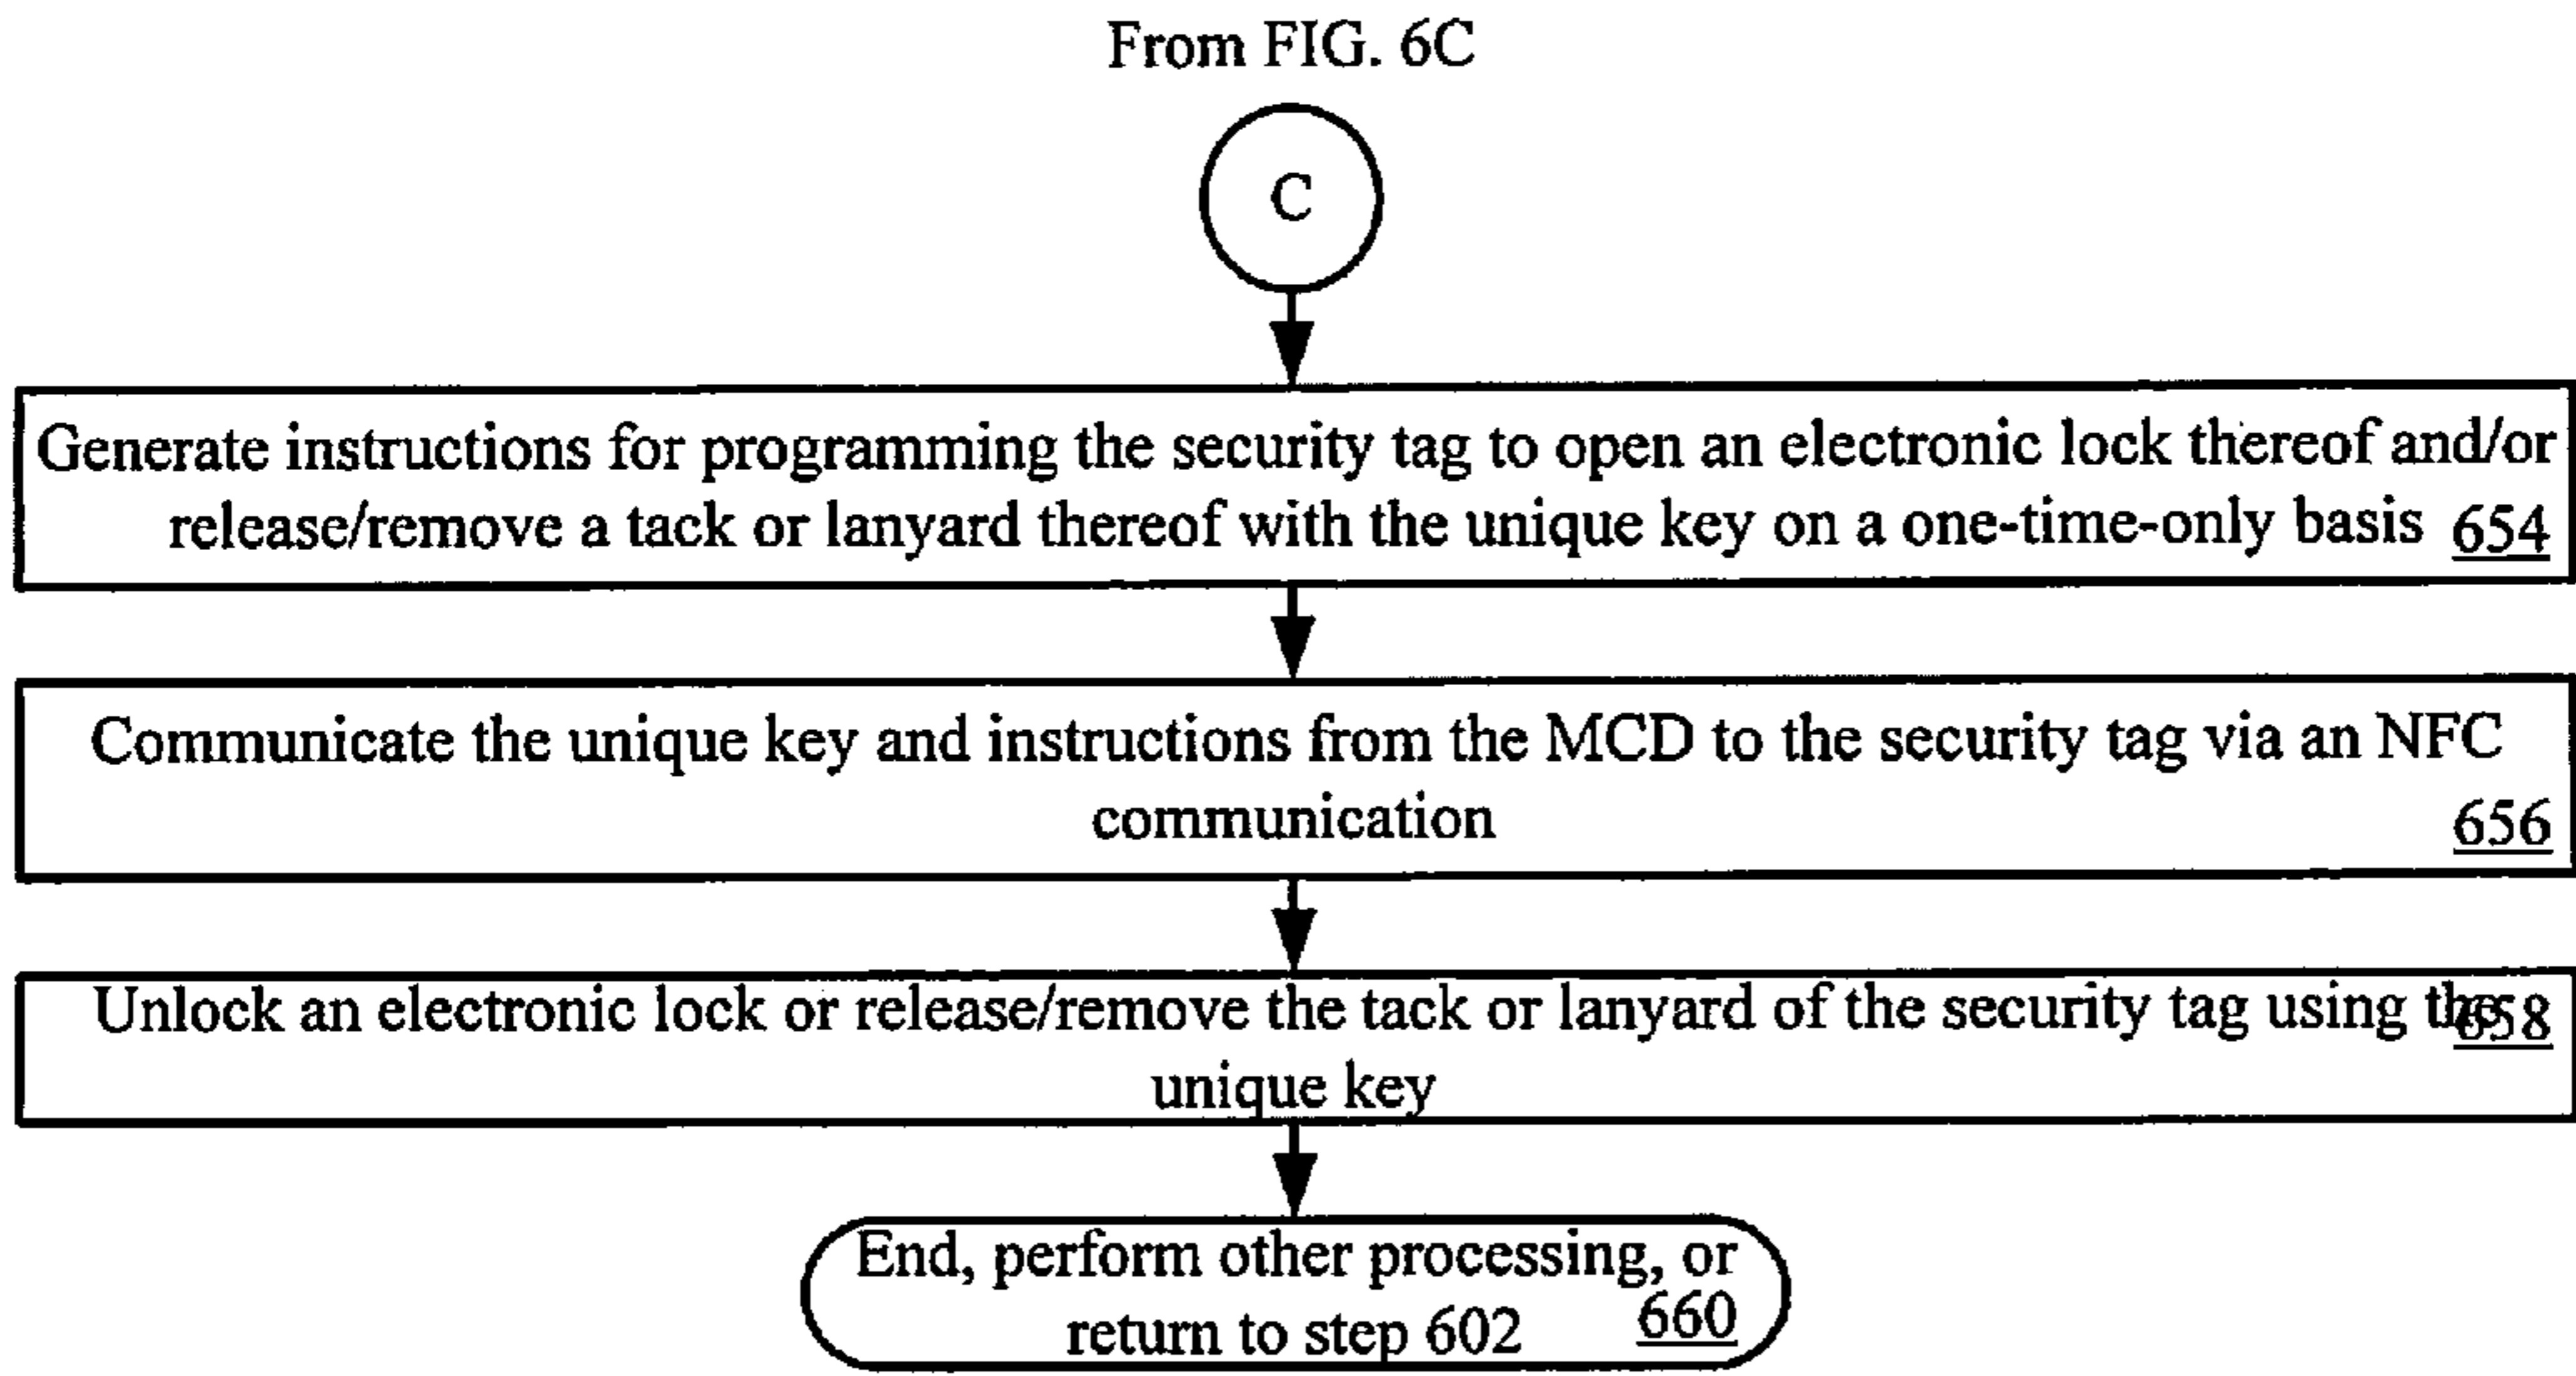 From FIG. 6C
C
Generate instructions for programming the security tag to open an electronic lock thereof and/or
release/remove a tack or lanyard thereof with the unique key on a one-time-only basis 654
Communicate the unique key and instructions from the MCD to the security tag via an NFC
communication 656
Unlock an electronic lock or release/remove the tack or lanyard of the security tag using the 658
unique key
End, perform other processing, or
return to step 602 660